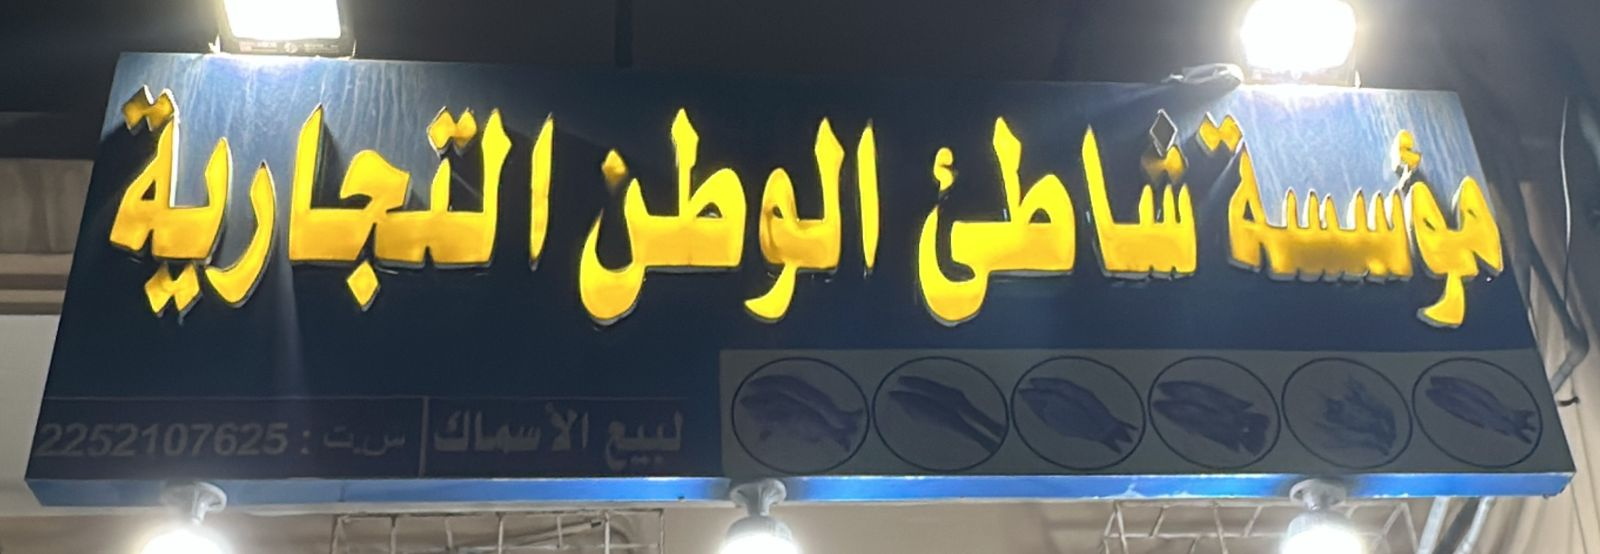 مؤسسة شاطئ الوطن التجارية
لبيع الأسماك
س.ت : 2252107625